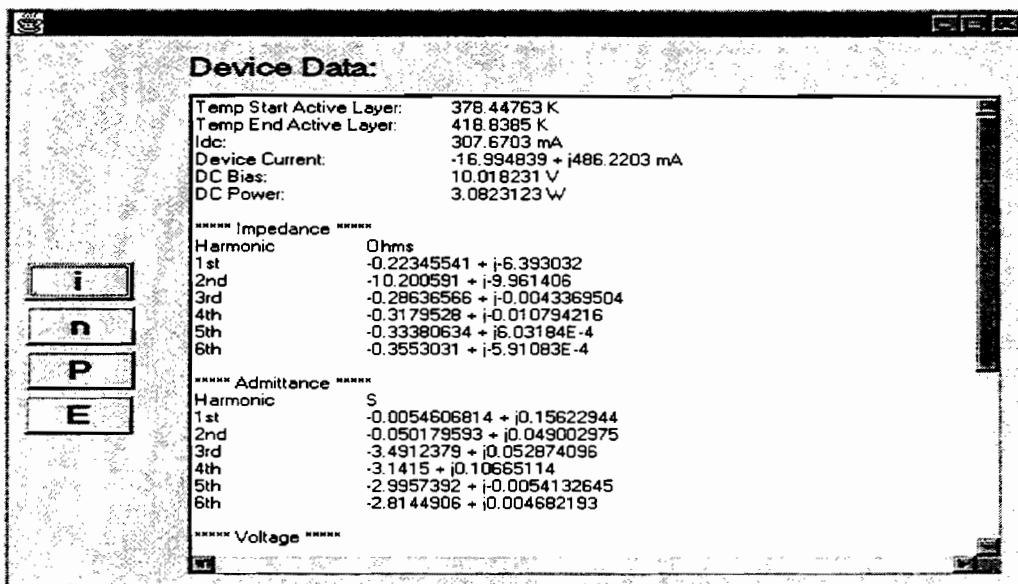 Device Data:
Temp Start Active Layer: 378.44763 K
Temp End Active Layer: 418.8385 K
Idc: 307.6703 mA
Device Current: -16.994839 + j486.2203 mA
DC Bias: 10.018231 V
DC Power: 3.0823123 W
***** Impedance *****
Harmonic Ohms
1st -0.22345541 + j-6.393032
2nd -10.200591 + j-9.961406
3rd -0.28636566 + j-0.0043369504
4th -0.3179528 + j-0.010794216
5th -0.33380634 + j6.03184E-4
6th -0.3553031 + j-5.91083E-4
***** Admittance *****
Harmonic S
1st -0.0054606814 + j0.15622944
2nd -0.050179593 + j0.049002975
3rd -3.4912379 + j0.052874096
4th -3.1415 + j0.10665114
5th -2.9957392 + j-0.0054132645
6th -2.8144906 + j0.004682193
***** Voltage *****
i
n
P
E